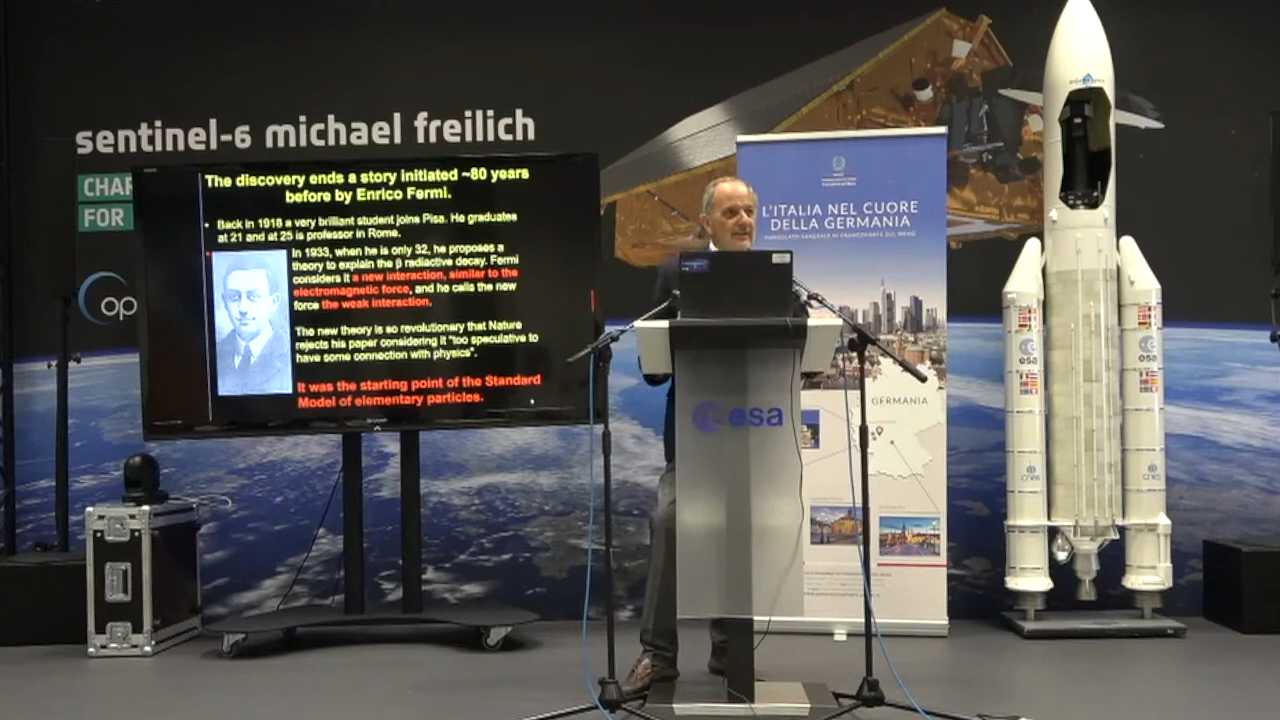 sentinel-6 michael freilich
CHAR
FOR
op
The discovery ends a story initiated ~80 years
before by Enrico Fermi.
• Back in 1918 a very brilliant student joins Pisa. He graduates
at 21 and at 25 is professor in Rome.
In 1933, when he is only 32, he proposes a
theory to explain the β radiactive decay. Fermi
considers it a new interaction, similar to the
electromagnetic force, and he calls the new
force the weak interaction.
The new theory is so revolutionary that Nature
rejects his paper considering it "too speculative to
have some connection with physics".
It was the starting point of the Standard
Model of elementary particles.
L'ITALIA NEL CUORE
DELLA GERMANIA
GERMANIA
esa
esa
cnes
esa
cnes